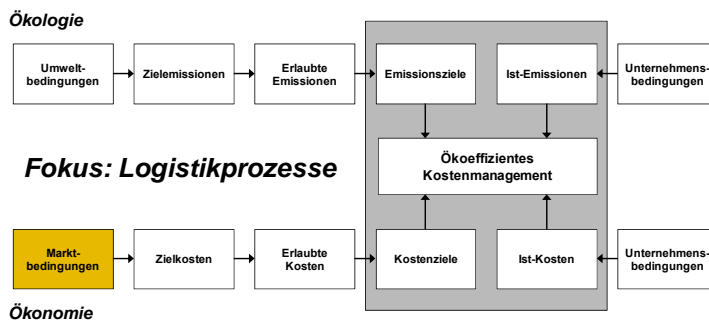 Ökologie
Umwelt-
bedingungen
Zielemissionen
Erlaubte
Emissionen
Emissionsziele
Ist-Emissionen
Unternehmens-
bedingungen
Fokus: Logistikprozesse
Ökoeffizientes
Kostenmanagement
Markt-
bedingungen
Zielkosten
Erlaubte
Kosten
Kostenziele
Ist-Kosten
Unternehmens-
bedingungen
Ökonomie